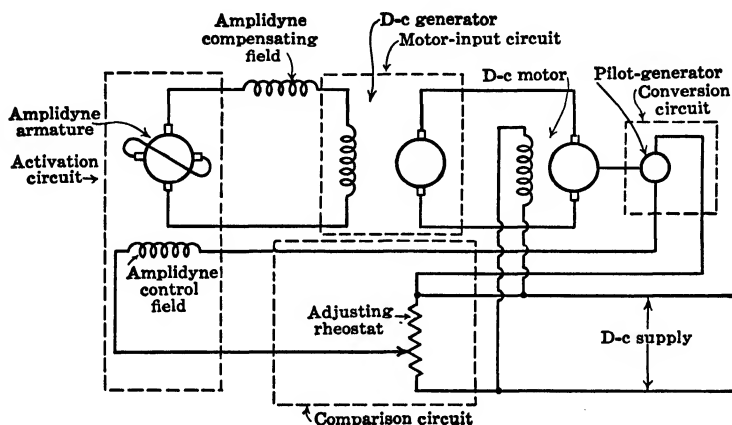 Amplidyne
compensating
field
D-c generator
Motor-input circuit
D-c motor
Pilot-generator
Conversion
circuit
Amplidyne
armature
Activation
circuit
Amplidyne
control
field
Adjusting
rheostat
D-c supply
Comparison circuit